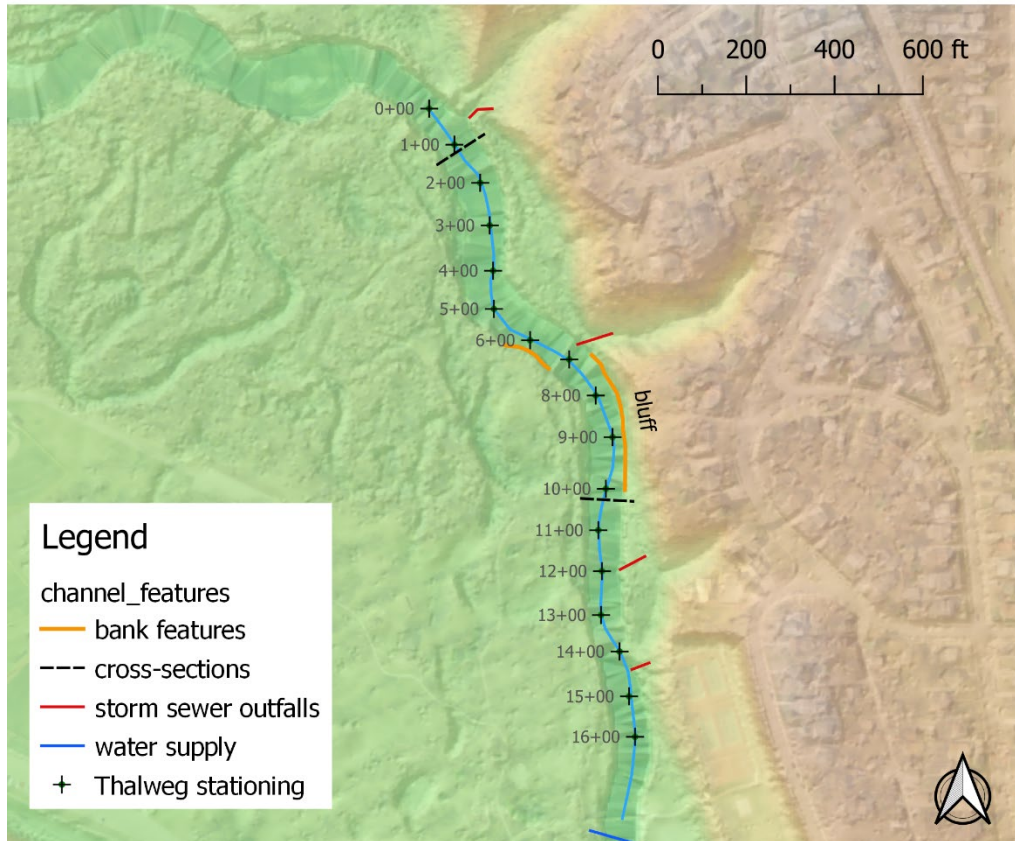 0 200 400 600 ft
0+00
1+00
2+00
3+00
4+00
5+00
6+00
8+00
bluff
9+00
10+00
11+00
12+00
13+00
14+00
15+00
16+00
Legend
channel_features
bank features
cross-sections
storm sewer outfalls
water supply
Thalweg stationing